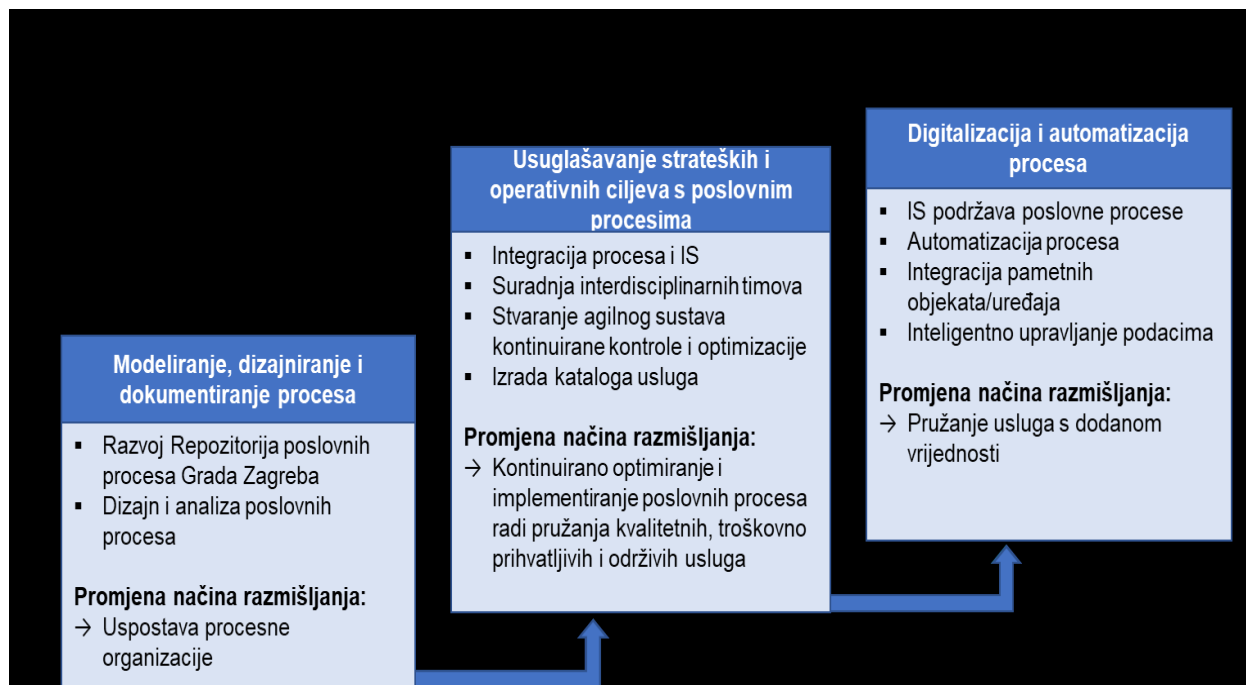 Modeliranje, dizajniranje i
dokumentiranje procesa
▪ Razvoj Repozitorija poslovnih
procesa Grada Zagreba
▪ Dizajn i analiza poslovnih
procesa
Promjena načina razmišljanja:
→ Uspostava procesne
organizacije
Usuglašavanje strateških i
operativnih ciljeva s poslovnim
procesima
▪ Integracija procesa i IS
▪ Suradnja interdisciplinarnih timova
▪ Stvaranje agilnog sustava
kontinuirane kontrole i optimizacije
▪ Izrada kataloga usluga
Promjena načina razmišljanja:
→ Kontinuirano optimiranje i
implementiranje poslovnih procesa
radi pružanja kvalitetnih, troškovno
prihvatljivih i održivih usluga
Digitalizacija i automatizacija
procesa
▪ IS podržava poslovne procese
▪ Automatizacija procesa
▪ Integracija pametnih
objekata/uređaja
▪ Inteligentno upravljanje podacima
Promjena načina razmišljanja:
→ Pružanje usluga s dodanom
vrijednosti